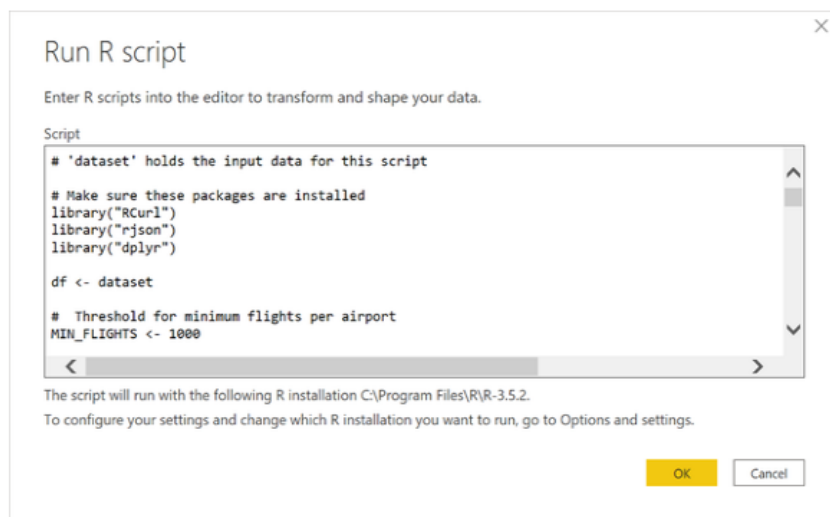 Run R script
Enter R scripts into the editor to transform and shape your data.
Script
# 'dataset' holds the input data for this script
# Make sure these packages are installed
library("RCurl")
library("rjson")
library("dplyr")
df <- dataset
#  Threshold for minimum flights per airport
MIN_FLIGHTS <- 1000
The script will run with the following R installation C:\Program Files\R\R-3.5.2.
To configure your settings and change which R installation you want to run, go to Options and settings.
OK Cancel